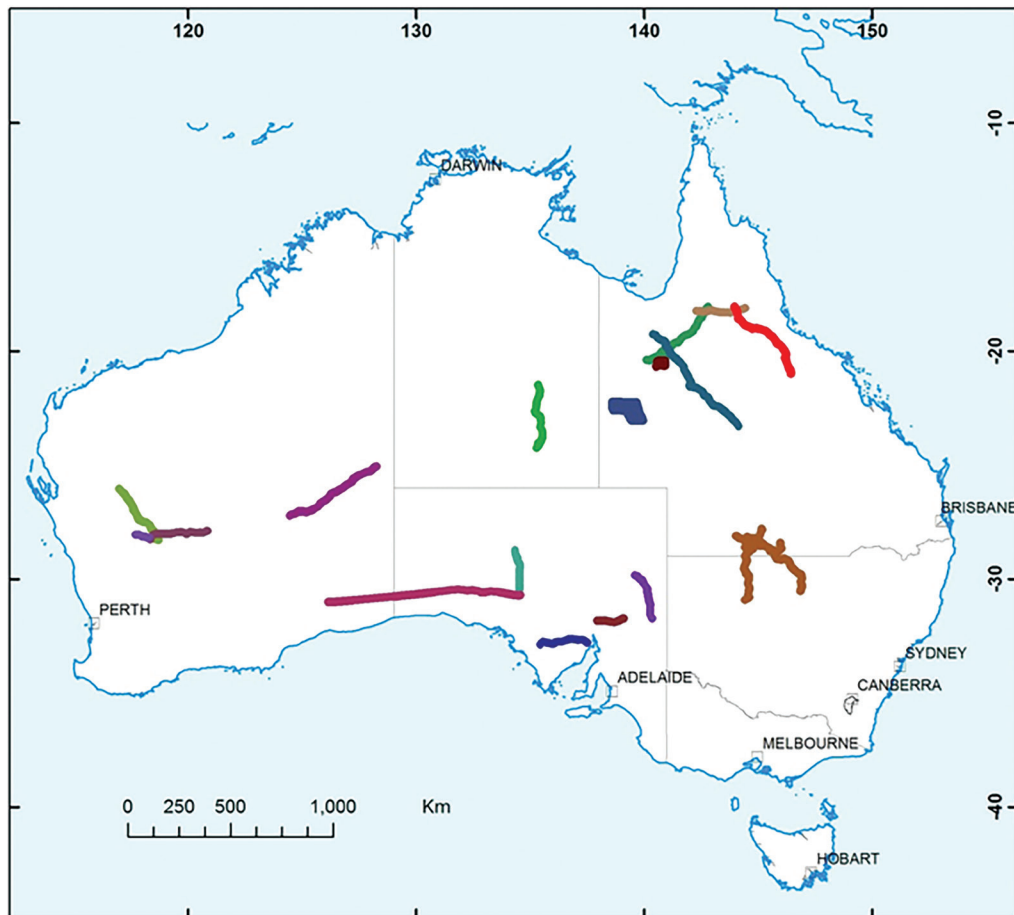 120 130 140 150
-10
DARWIN
-20
BRISBANE
-30
PERTH
SYDNEY
ADELAIDE
CANBERRA
MELBOURNE
0 250 500 1,000 Km
-40
HOBART